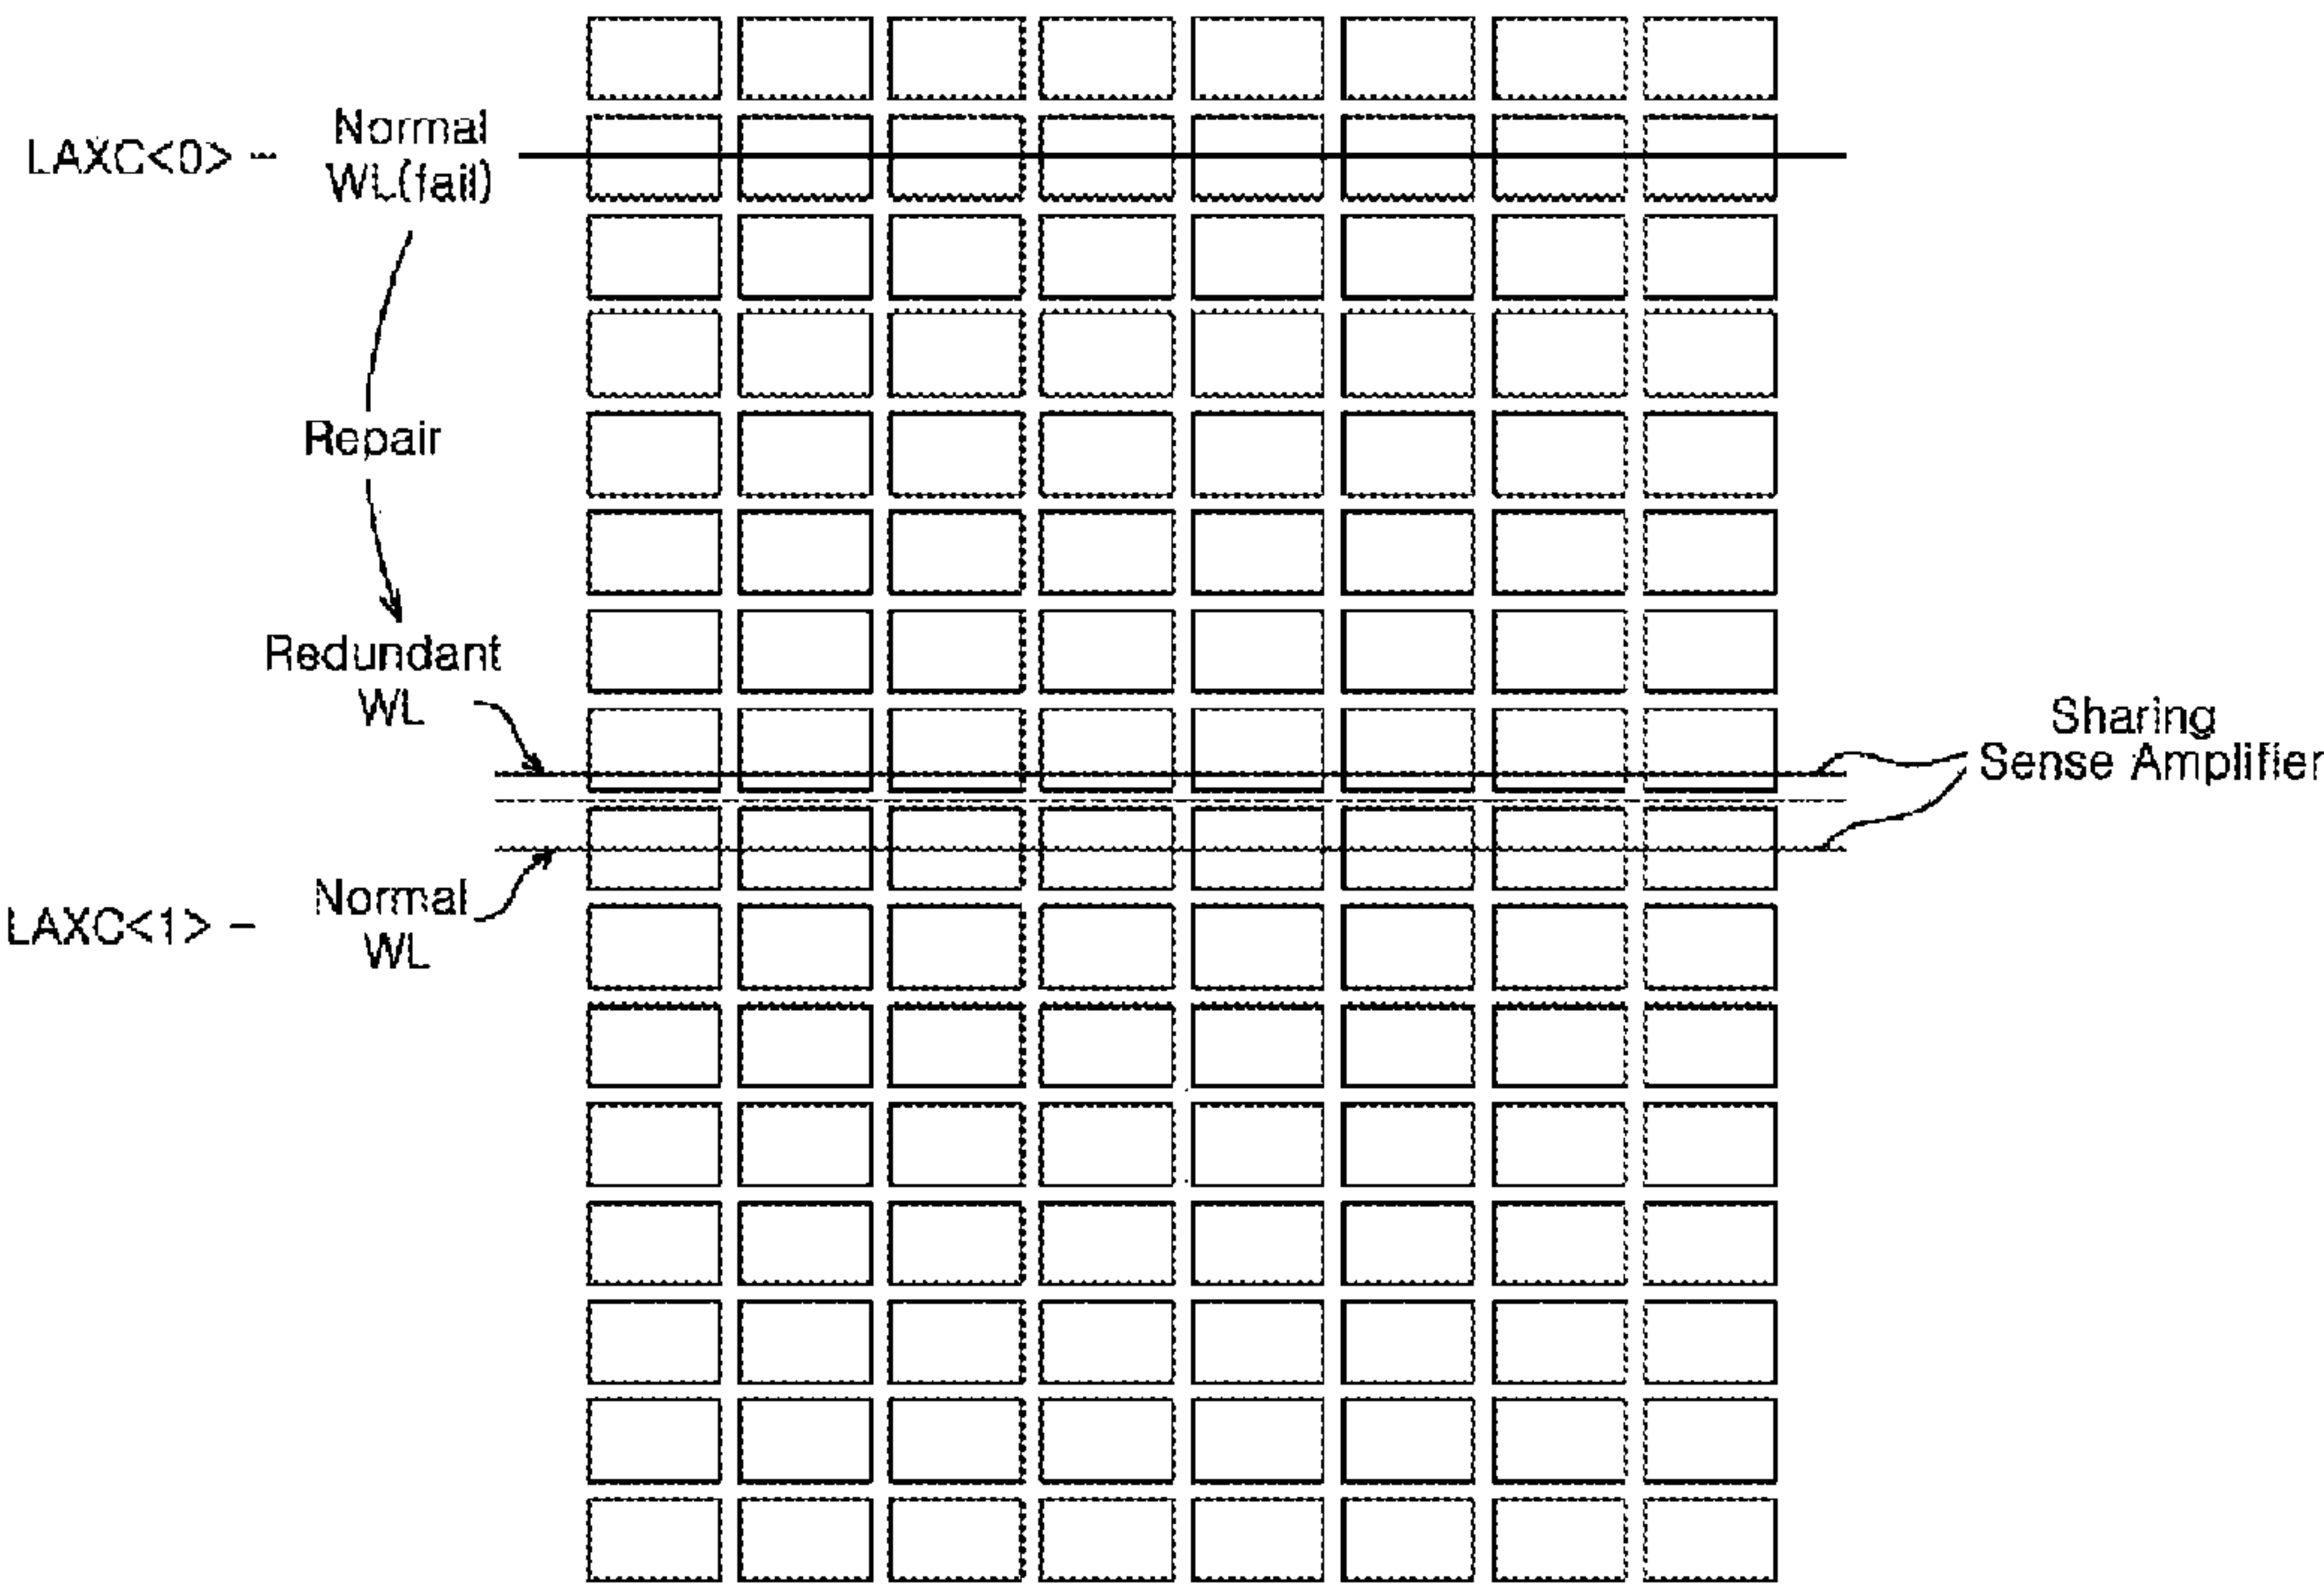 LAXC<0> -
Normal
WL(fail)
Repair
Redundant
WL
Sharing
Sense Amplifier
LAXC<1> -
Normal
WL